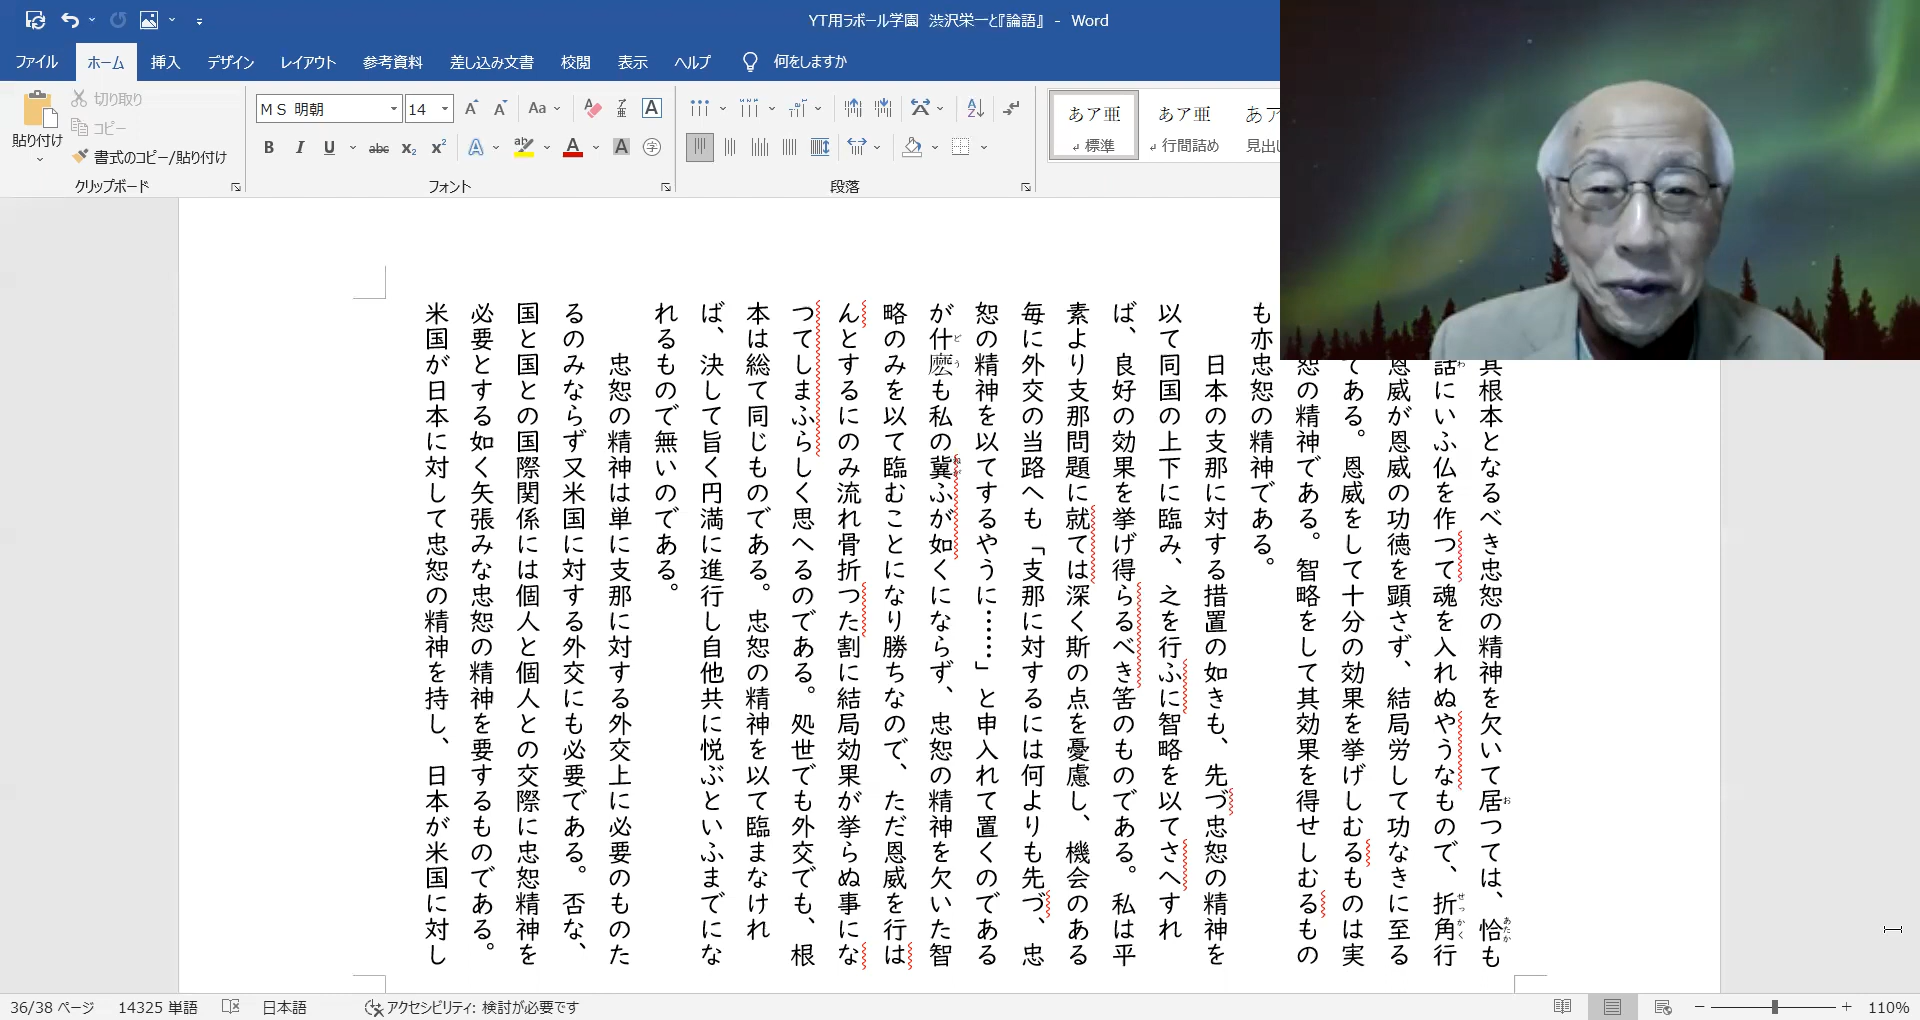 YT用ラボール学園 渋沢栄一と『論語』 - Word
ファイル ホーム 挿入 デザイン レイアウト 参考資料 差し込み文書 校閲 表示 ヘルプ 何をしますか
貼り付け
切り取り
コピー
書式のコピー/貼り付け
クリップボード
ＭＳ 明朝 14
フォント
段落
あア亜 標準
あア亜 行間詰め
あア 見出し
其根本となるべき忠恕の精神を欠いて居つては、恰も
話にいふ仏を作つて魂を入れぬやうなもので、折角行
恩威が恩威の功徳を顕さず、結局労して功なきに至る
てある。恩威をして十分の効果を挙げしむるものは実
恕の精神である。智略をして其効果を得せしむるもの
も亦忠恕の精神である。
日本の支那に対する措置の如きも、先づ忠恕の精神を
以て同国の上下に臨み、之を行ふに智略を以てさへすれ
ば、良好の効果を挙げ得らるべき筈のものである。私は平
素より支那問題に就ては深く斯の点を憂慮し、機会のある
毎に外交の当路へも「支那に対するには何よりも先づ、忠
恕の精神を以てするやうに……」と申入れて置くのである
が什麼も私の冀ふが如くにならず、忠恕の精神を欠いた智
略のみを以て臨むことになり勝ちなので、ただ恩威を行は
んとするにのみ流れ骨折つた割に結局効果が挙らぬ事にな
つてしまふらしく思へるのである。処世でも外交でも、根
本は総て同じものである。忠恕の精神を以て臨まなけれ
ば、決して旨く円満に進行し自他共に悦ぶといふまでにな
れるもので無いのである。
忠恕の精神は単に支那に対する外交上に必要のものた
るのみならず又米国に対する外交にも必要である。否な、
国と国との国際関係には個人と個人との交際に忠恕精神を
必要とする如く矢張みな忠恕の精神を要するものである。
米国が日本に対して忠恕の精神を持し、日本が米国に対し
36/38 ページ 14325 単語 日本語 アクセシビリティ: 検討が必要です 110%